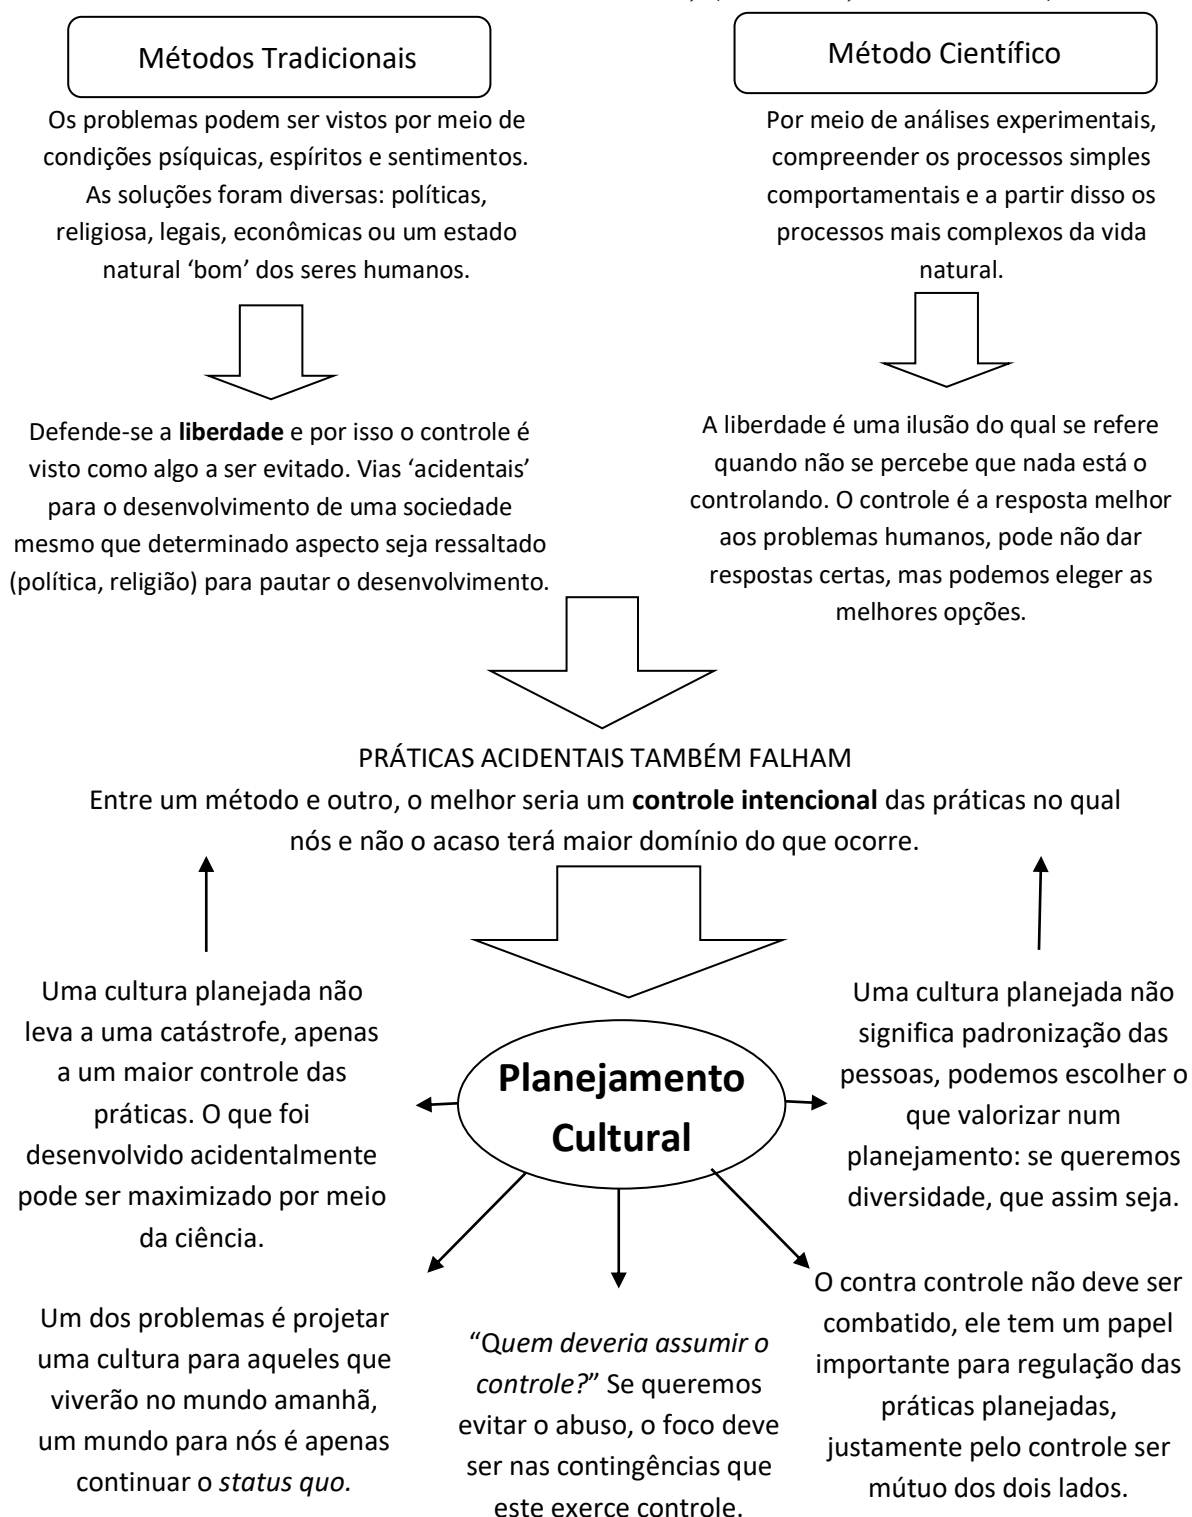 Métodos Tradicionais
Os problemas podem ser vistos por meio de
condições psíquicas, espíritos e sentimentos.
As soluções foram diversas: políticas,
religiosa, legais, econômicas ou um estado
natural ‘bom’ dos seres humanos.
Método Científico
Por meio de análises experimentais,
compreender os processos simples
comportamentais e a partir disso os
processos mais complexos da vida
natural.
Defende-se a liberdade e por isso o controle é
visto como algo a ser evitado. Vias ‘acidentais’
para o desenvolvimento de uma sociedade
mesmo que determinado aspecto seja ressaltado
(política, religião) para pautar o desenvolvimento.
A liberdade é uma ilusão do qual se refere
quando não se percebe que nada está o
controlando. O controle é a resposta melhor
aos problemas humanos, pode não dar
respostas certas, mas podemos eleger as
melhores opções.
PRÁTICAS ACIDENTAIS TAMBÉM FALHAM
Entre um método e outro, o melhor seria um controle intencional das práticas no qual
nós e não o acaso terá maior domínio do que ocorre.
Uma cultura planejada não
leva a uma catástrofe, apenas
a um maior controle das
práticas. O que foi
desenvolvido acidentalmente
pode ser maximizado por meio
da ciência.
Planejamento
Cultural
Uma cultura planejada não
significa padronização das
pessoas, podemos escolher o
que valorizar num
planejamento: se queremos
diversidade, que assim seja.
Um dos problemas é projetar
uma cultura para aqueles que
viverão no mundo amanhã,
um mundo para nós é apenas
continuar o status quo.
“Quem deveria assumir o
controle?” Se queremos
evitar o abuso, o foco deve
ser nas contingências que
este exerce controle.
O contra controle não deve ser
combatido, ele tem um papel
importante para regulação das
práticas planejadas,
justamente pelo controle ser
mútuo dos dois lados.